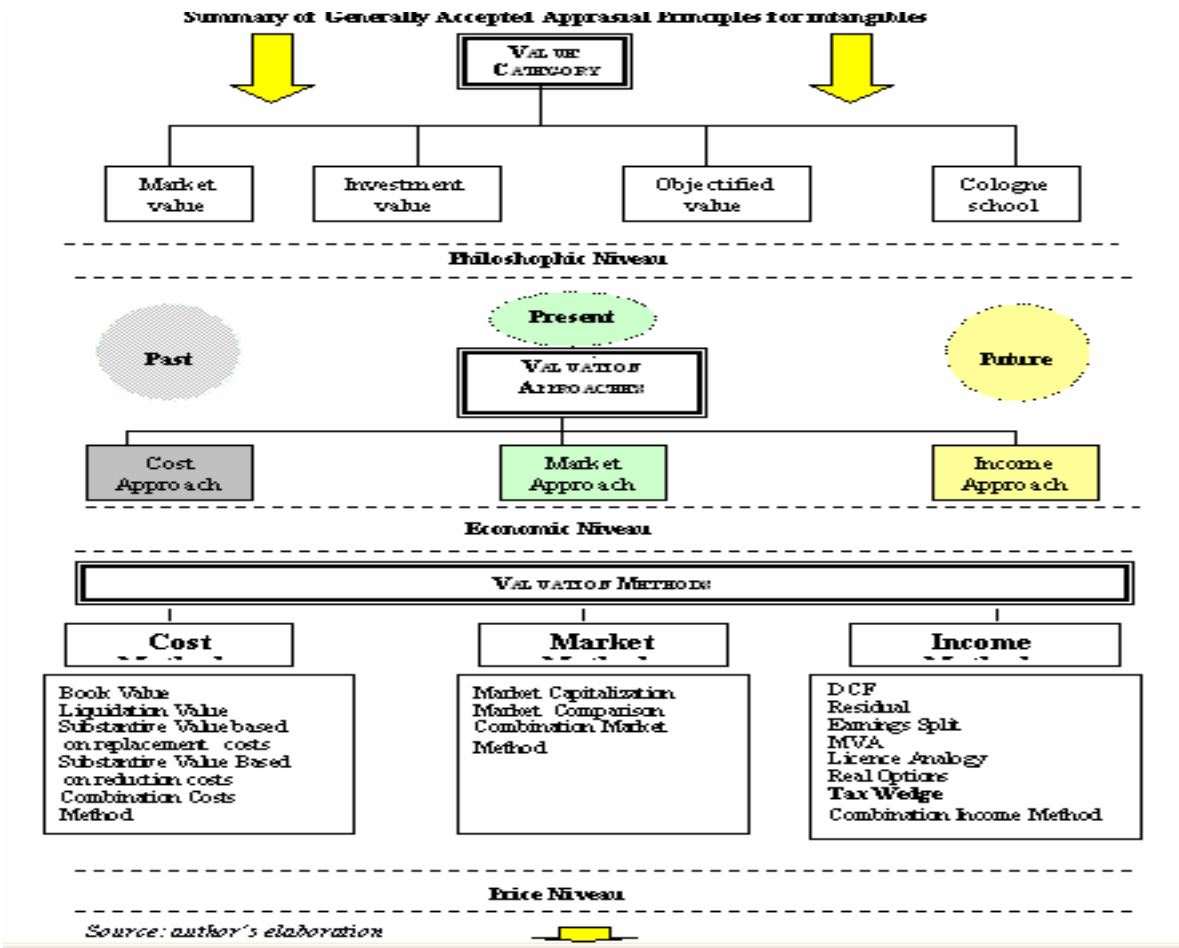 Summary of Generally Accepted Apprasial Principles for intangibles
VALUE
CATEGORY
Market
value
Investment
value
Objectified
value
Cologne
school
Philoshophic Niveau
Past
Present
Future
VALUATION
APPROACHES
Cost
Approach
Market
Approach
Income
Approach
Economic Niveau
VALUATION METHODS
Cost
Market
Income
Book Value
Liquidation Value
Substantive Value based
on replacement costs
Substantive Value Based
on reduction costs
Combination Costs
Method
Market Capitalization
Market Comparison
Combination Market
Method
DCF
Residual
Earnings Split
MVA
Licence Analogy
Real Options
Tax Wedge
Combination Income Method
Price Niveau
Source: author's elaboration